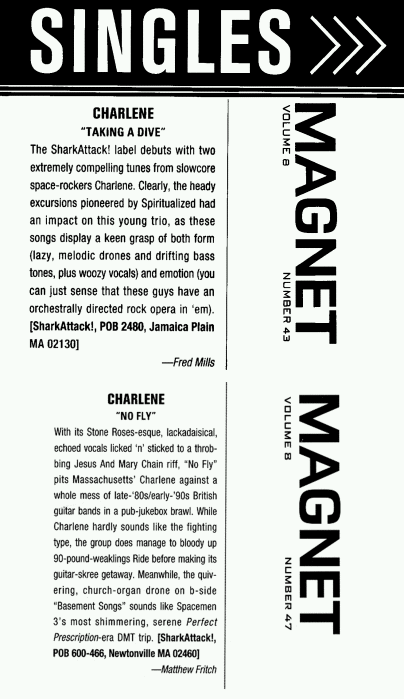 SINGLES
CHARLENE
"TAKING A DIVE"
The SharkAttack! label debuts with two
extremely compelling tunes from slowcore
space-rockers Charlene. Clearly, the heady
excursions pioneered by Spiritualized had
an impact on this young trio, as these
songs display a keen grasp of both form
(lazy, melodic drones and drifting bass
tones, plus woozy vocals) and emotion (you
can just sense that these guys have an
orchestrally directed rock opera in 'em).
[SharkAttack!, POB 2480, Jamaica Plain
MA 02130]
—Fred Mills
MAGNET
VOLUME 8
NUMBER 43
CHARLENE
"NO FLY"
With its Stone Roses-esque, lackadaisical,
echoed vocals licked 'n' sticked to a throb-
bing Jesus And Mary Chain riff, "No Fly"
pits Massachusetts' Charlene against a
whole mess of late-'80s/early-'90s British
guitar bands in a pub-jukebox brawl. While
Charlene hardly sounds like the fighting
type, the group does manage to bloody up
90-pound-weaklings Ride before making its
guitar-skree getaway. Meanwhile, the quiv-
ering, church-organ drone on b-side
"Basement Songs" sounds like Spacemen
3's most shimmering, serene Perfect
Prescription-era DMT trip. [SharkAttack!,
POB 600-466, Newtonville MA 02460]
—Matthew Fritch
MAGNET
VOLUME 8
NUMBER 47